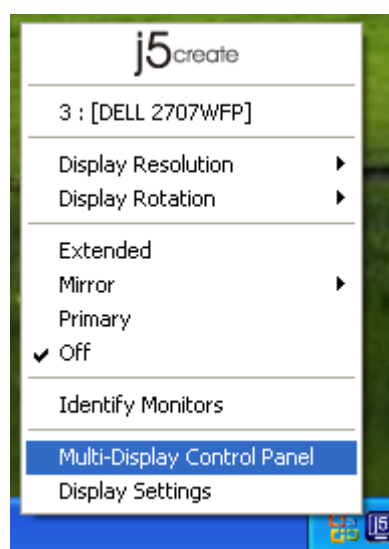 j5create
3 : [DELL 2707WFP]
Display Resolution
Display Rotation
Extended
Mirror
Primary
Off
Identify Monitors
Multi-Display Control Panel
Display Settings
j5